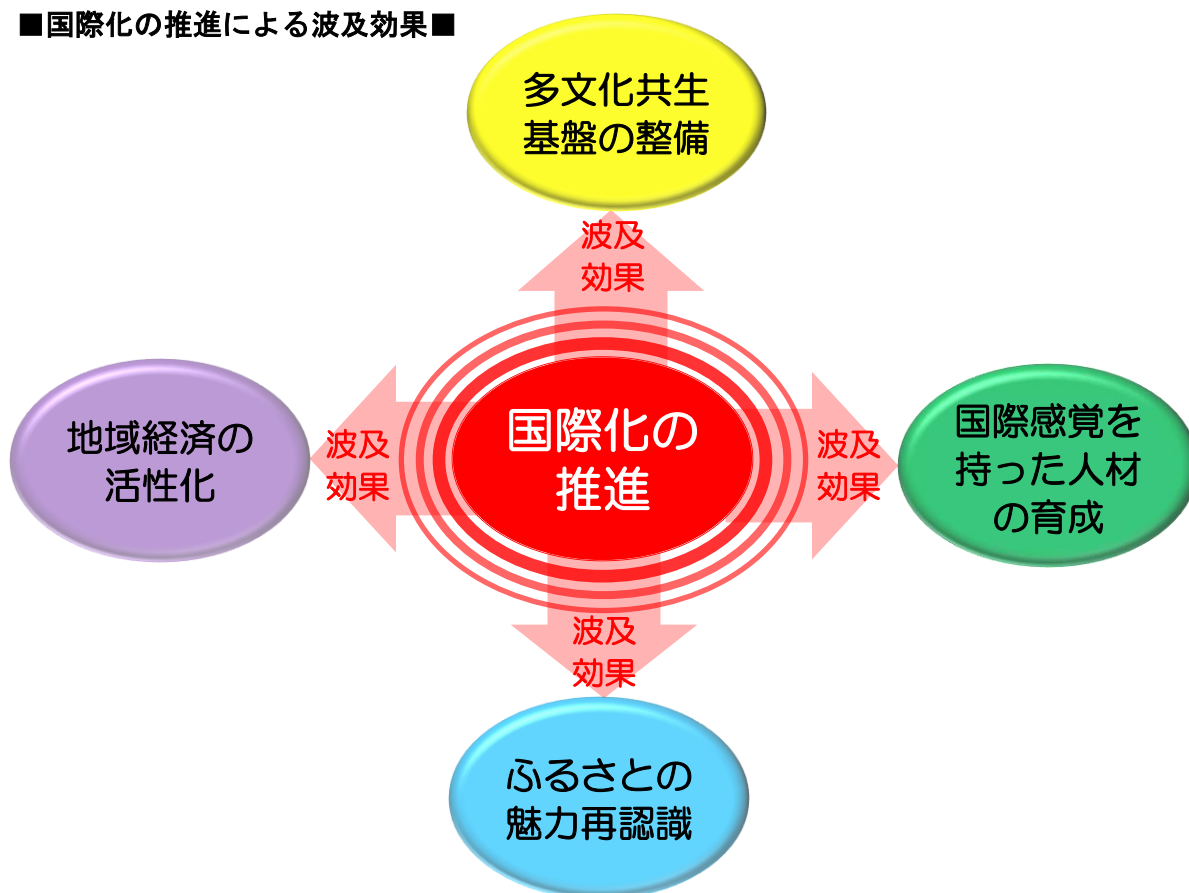 ■国際化の推進による波及効果■
多文化共生
基盤の整備
波及
効果
地域経済の
活性化
波及
効果
国際化の
推進
波及
効果
国際感覚を
持った人材
の育成
波及
効果
ふるさとの
魅力再認識